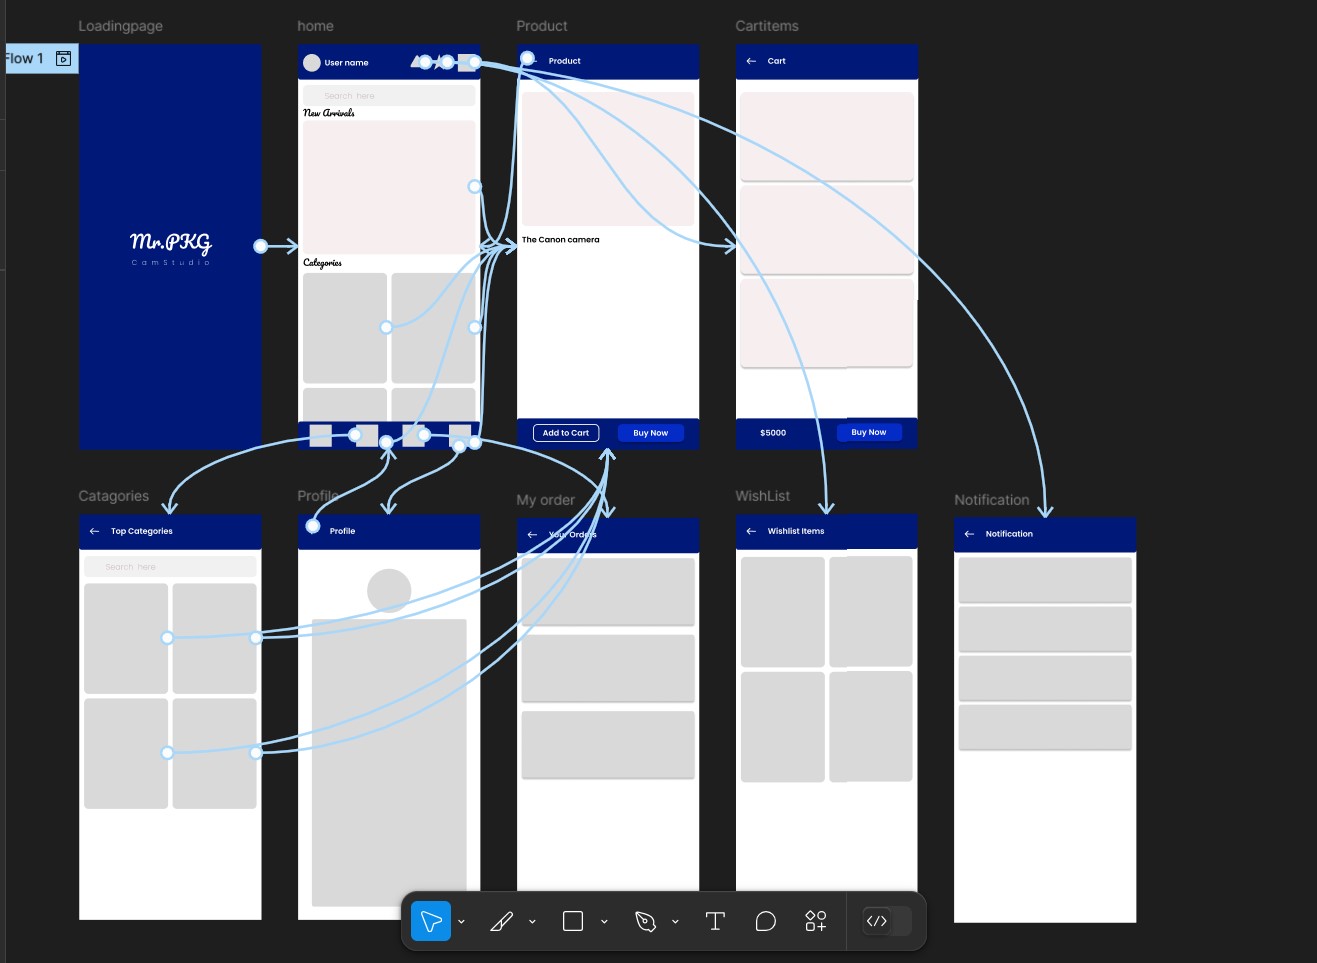 Loadingpage
home
Product
Cartitems
Flow 1
User name
Product
Cart
Search here
New Arrivals
Mr.PKG
CamStudio
The Canon camera
Categories
Add to Cart
Buy Now
$5000
Buy Now
Catagories
Profile
My order
WishList
Notification
Top Categories
Profile
Your Orders
Wishlist Items
Notification
Search here